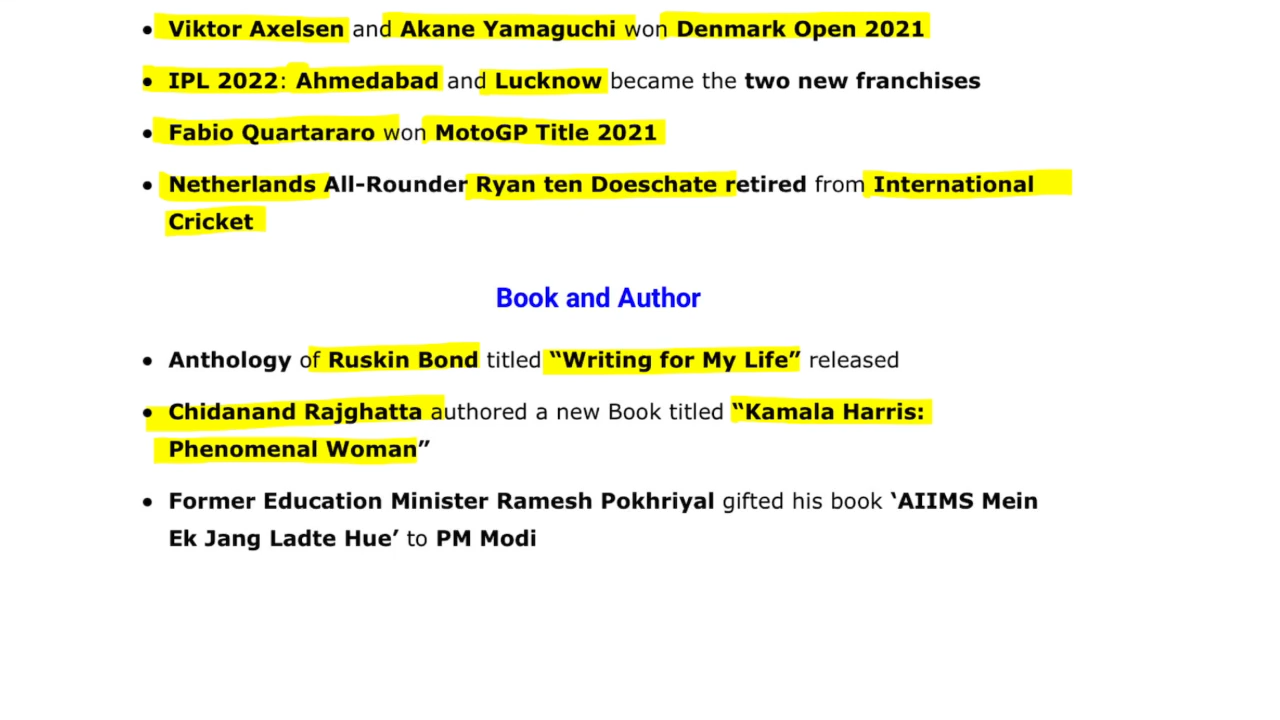 • Viktor Axelsen and Akane Yamaguchi won Denmark Open 2021
• IPL 2022: Ahmedabad and Lucknow became the two new franchises
• Fabio Quartararo won MotoGP Title 2021
• Netherlands All-Rounder Ryan ten Doeschate retired from International
Cricket
Book and Author
• Anthology of Ruskin Bond titled “Writing for My Life” released
• Chidanand Rajghatta authored a new Book titled “Kamala Harris:
Phenomenal Woman”
• Former Education Minister Ramesh Pokhriyal gifted his book ‘AIIMS Mein
Ek Jang Ladte Hue’ to PM Modi